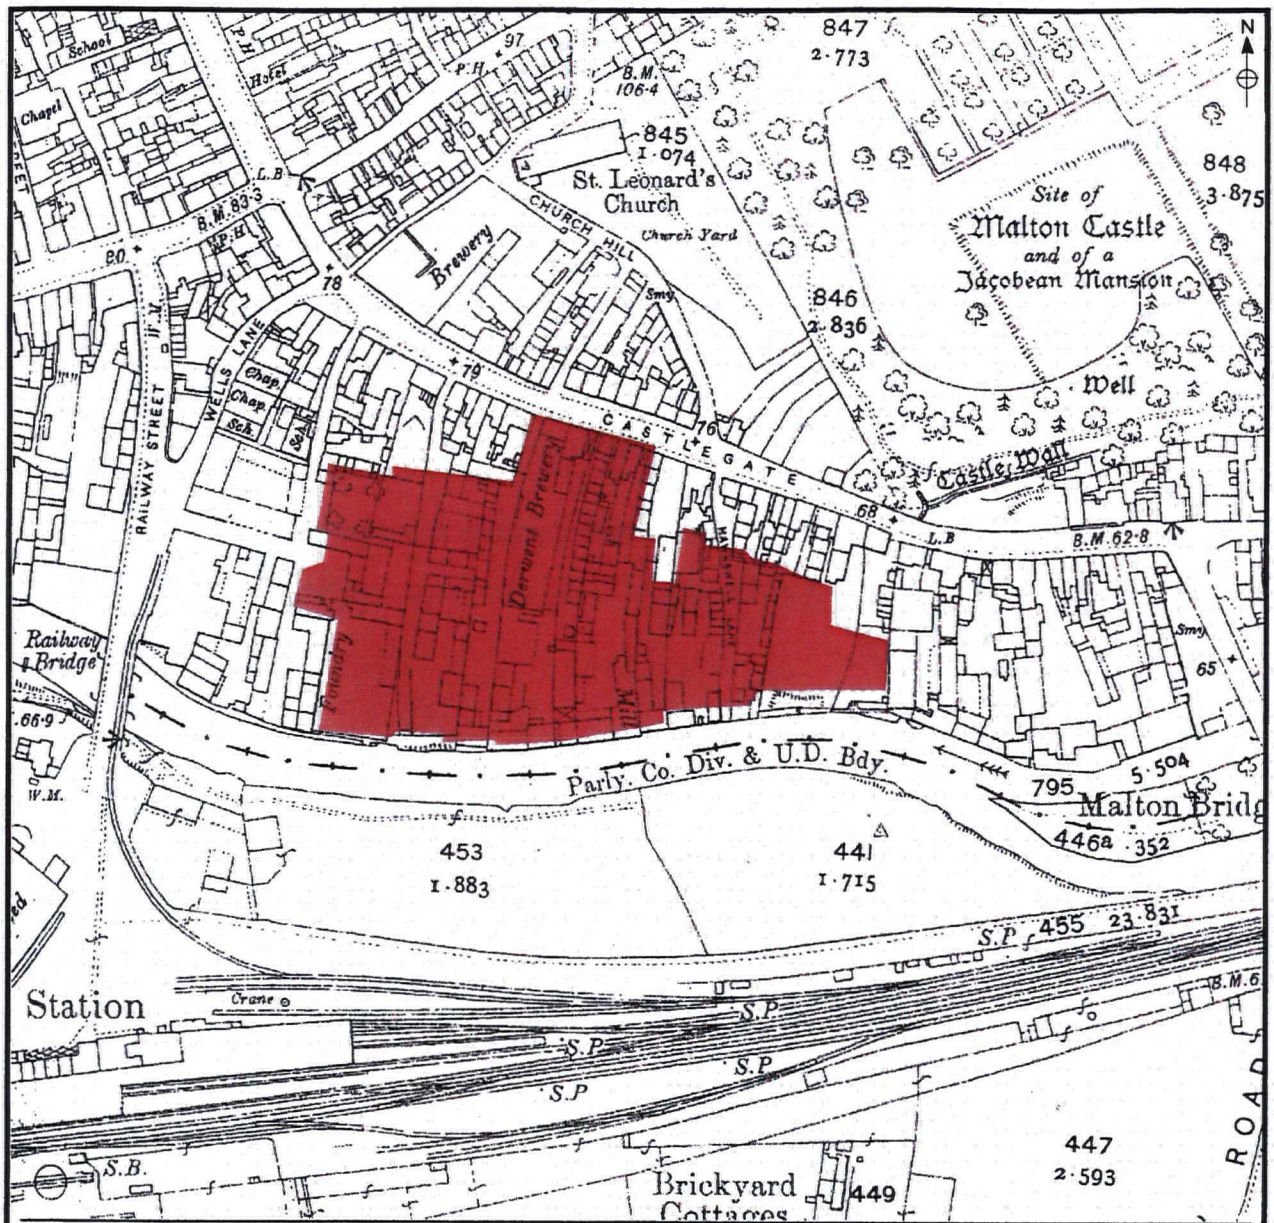 School
P.H
Hotel
97
P.H
B.M.
106.4
847
2.773
N
Chapel
845
1.074
St. Leonard's
Church
848
3.875
L.B
B.M. 83.3
P.H
80
78
CHURCH HILL
Church Yard
Brewery
Smy
Site of
Malton Castle
and of a
Jacobean Mansion
846
2.836
Well
W.M
WELLS LANE
Chap.
Chap.
Sch.
Sch.
RAILWAY STREET
79
76
CASTLEGATE
Castle Wall
68
L.B
B.M. 62.8
Derwent Brewery
Foundry
Mill
Railway
Bridge
66.9
W.M.
Smy
65
Parly. Co. Div. & U.D. Bdy.
795
5.504
Malton Bridg
446a
.352
453
1.883
441
1.715
S.P
455
23.831
Station
Crane
S.P
S.P
S.P
S.P
B.M.6
ROAD
S.B.
447
2.593
Brickyard
Cottages
449